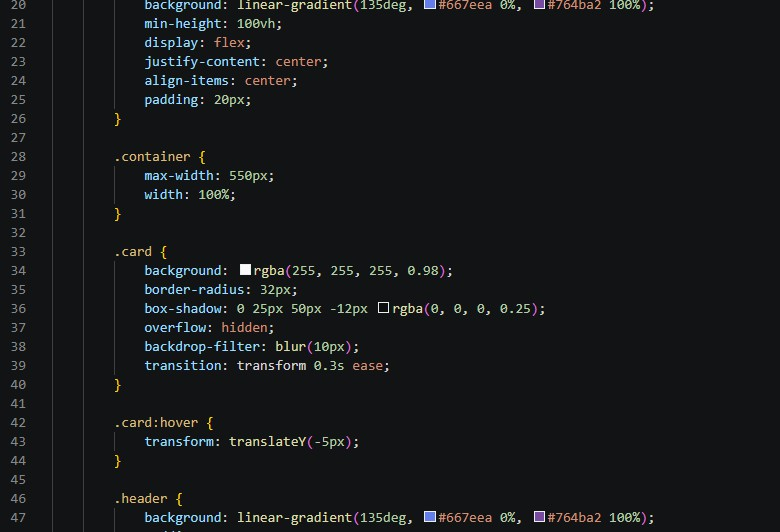 20 background: linear-gradient(135deg, #667eea 0%, #764ba2 100%);
21 min-height: 100vh;
22 display: flex;
23 justify-content: center;
24 align-items: center;
25 padding: 20px;
26 }
27
28 .container {
29 max-width: 550px;
30 width: 100%;
31 }
32
33 .card {
34 background: rgba(255, 255, 255, 0.98);
35 border-radius: 32px;
36 box-shadow: 0 25px 50px -12px rgba(0, 0, 0, 0.25);
37 overflow: hidden;
38 backdrop-filter: blur(10px);
39 transition: transform 0.3s ease;
40 }
41
42 .card:hover {
43 transform: translateY(-5px);
44 }
45
46 .header {
47 background: linear-gradient(135deg, #667eea 0%, #764ba2 100%);